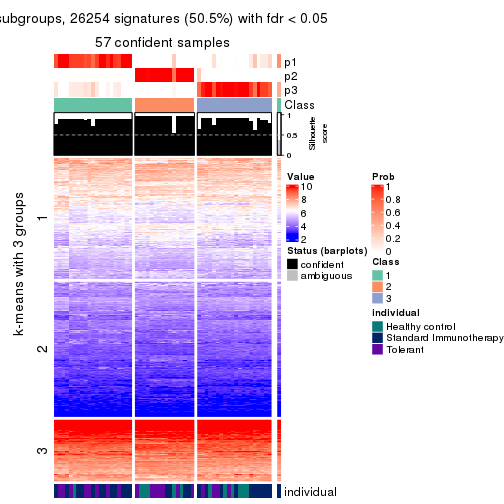 subgroups, 26254 signatures (50.5%) with fdr < 0.05
57 confident samples
p1
p2
p3
Class
1
0.5
0
Silhouette
score
k-means with 3 groups
1
2
3
individual
Value
10
8
6
4
2
Status (barplots)
confident
ambiguous
Prob
1
0.8
0.6
0.4
0.2
0
Class
1
2
3
individual
Healthy control
Standard Immunotherapy
Tolerant